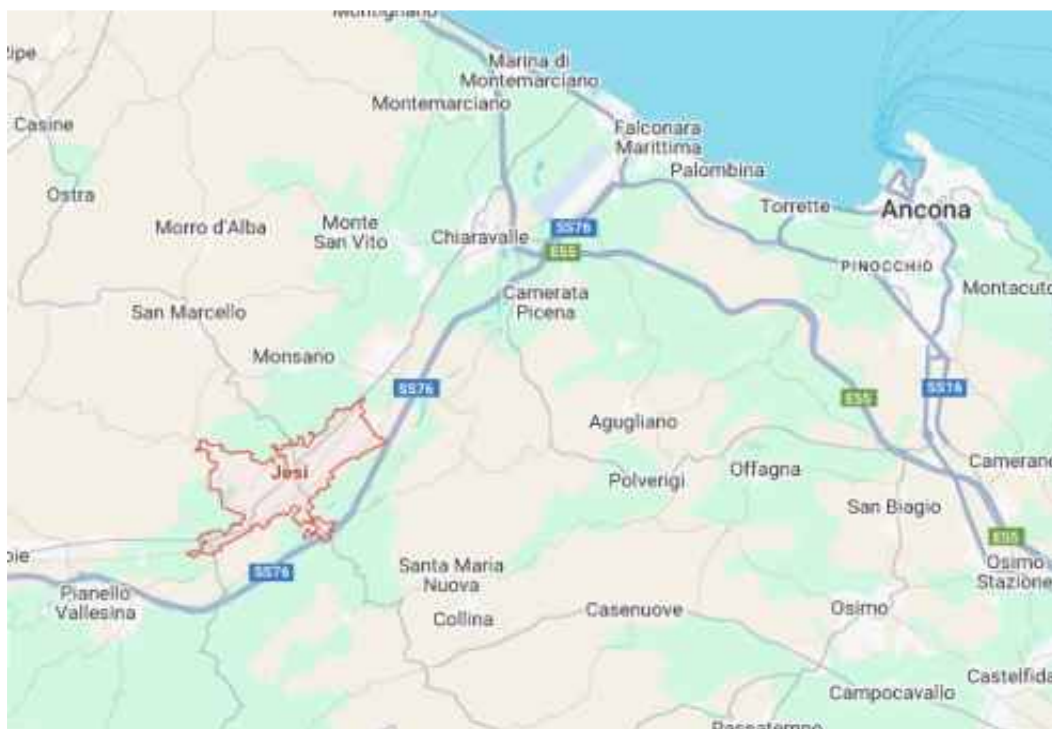 Marina di
Montemarciano
Montemarciano
Casine
Falconara
Marittima
Palombina
Ostra
Torrette
Ancona
Morro d'Alba
Monte
San Vito
Chiaravalle
SS76
E55
PINOCCHIO
Camerata
Picena
Montacuto
San Marcello
Monsano
SS76
E55
SS16
Agugliano
Jesi
Polverigi
Offagna
Camerano
San Biagio
E55
Osimo
Stazione
SS76
Santa Maria
Nuova
Pianello
Vallesina
Collina
Casenuove
Osimo
Castelfida
Campocavallo